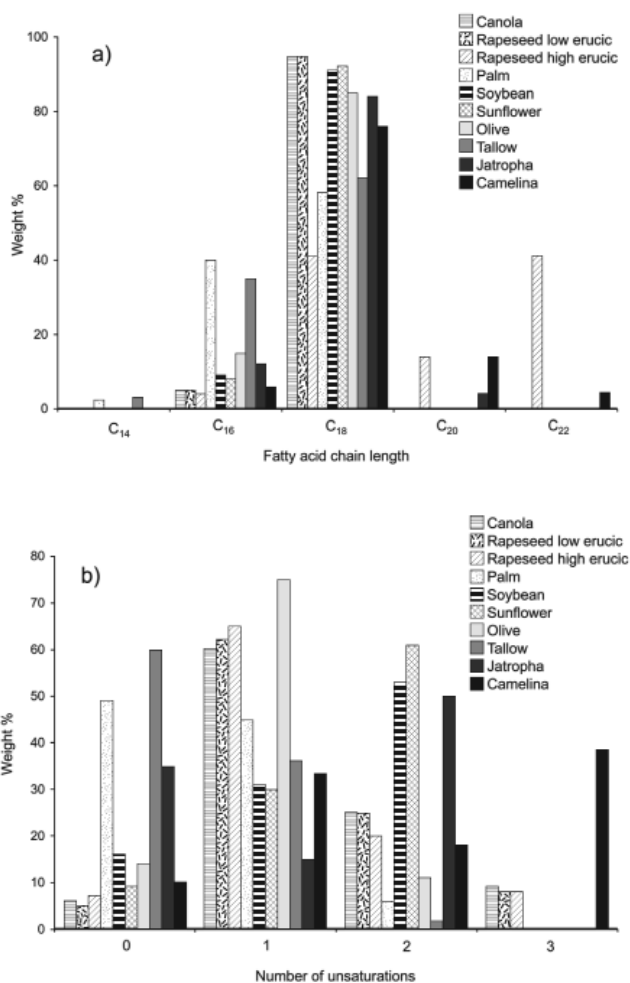 a)
Canola
Rapeseed low erucic
Rapeseed high erucic
Palm
Soybean
Sunflower
Olive
Tallow
Jatropha
Camelina
100
80
60
40
20
0
Weight %
C14 C16 C18 C20 C22
Fatty acid chain length
b)
Canola
Rapeseed low erucic
Rapeseed high erucic
Palm
Soybean
Sunflower
Olive
Tallow
Jatropha
Camelina
80
70
60
50
40
30
20
10
0
Weight %
0 1 2 3
Number of unsaturations